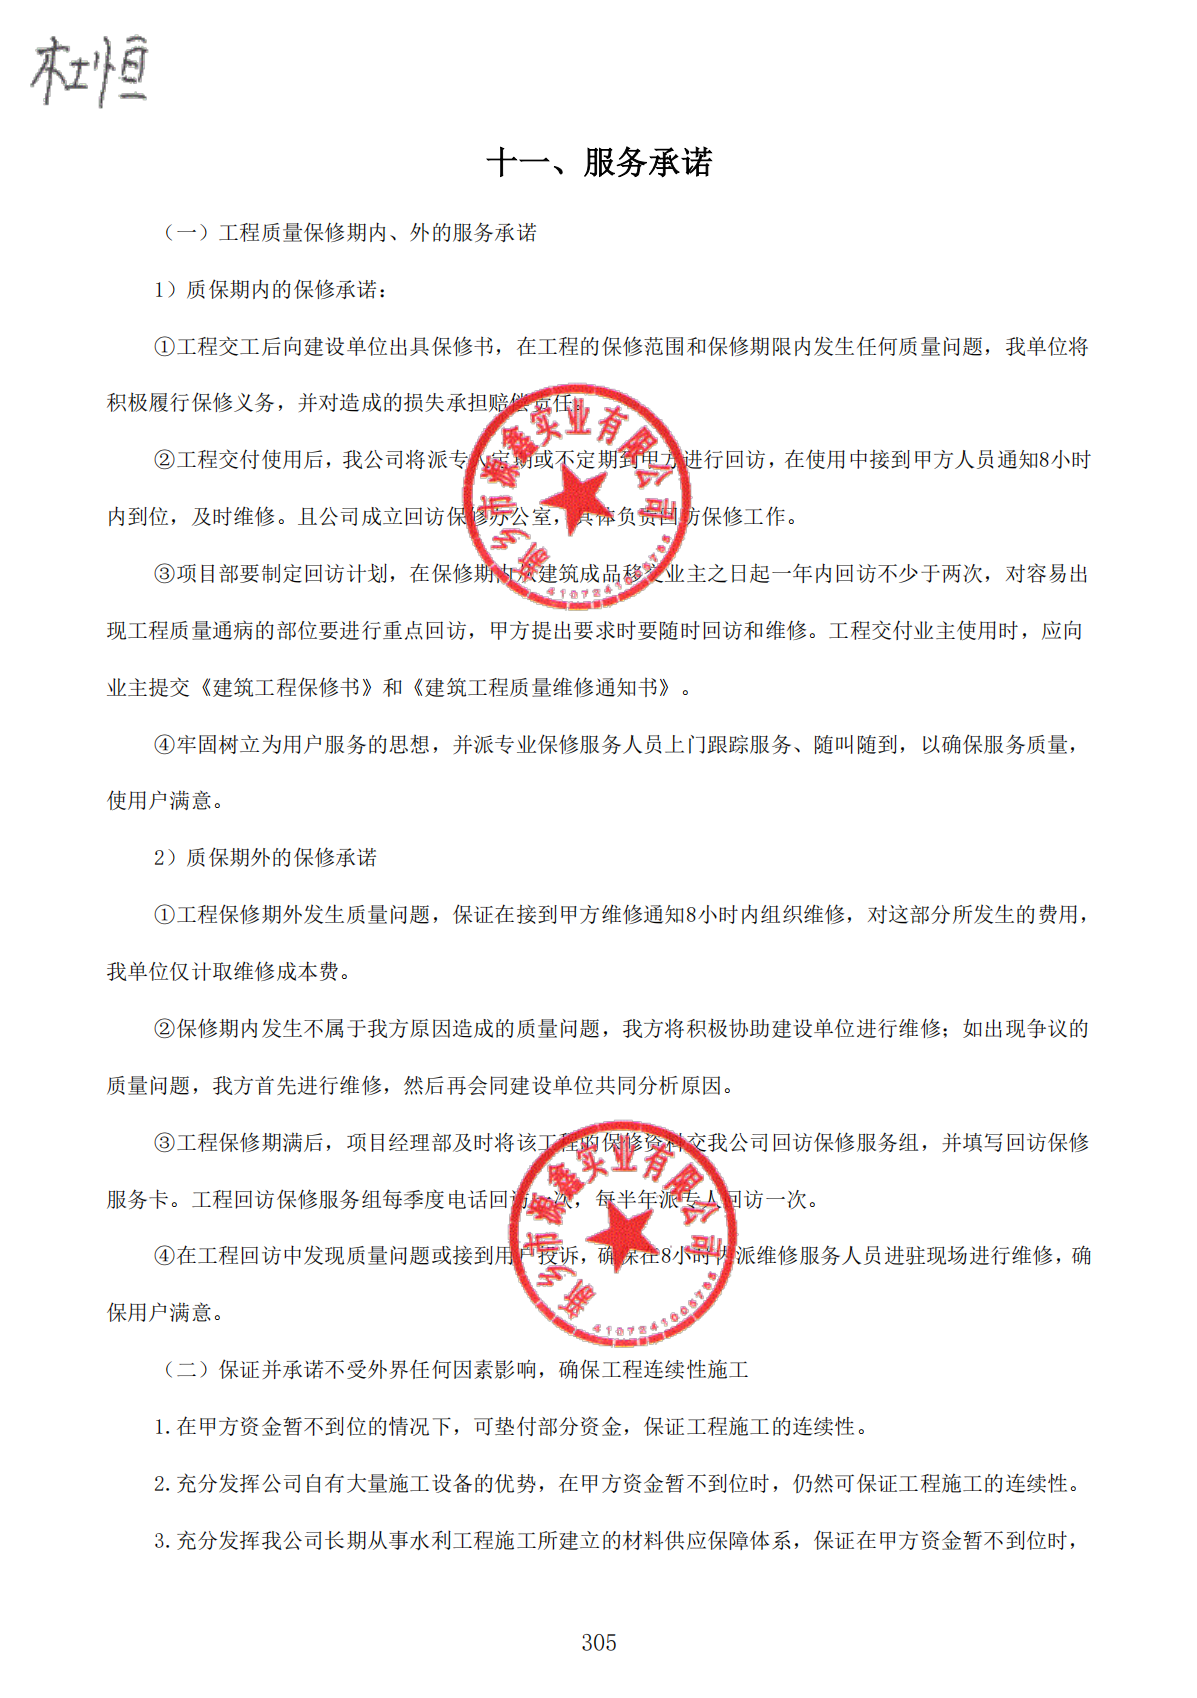 杜恒
十一、服务承诺
（一）工程质量保修期内、外的服务承诺
1）质保期内的保修承诺：
①工程交工后向建设单位出具保修书，在工程的保修范围和保修期限内发生任何质量问题，我单位将
积极履行保修义务，并对造成的损失承担赔偿责任。
②工程交付使用后，我公司将派专人定期或不定期到甲方进行回访，在使用中接到甲方人员通知8小时
内到位，及时维修。且公司成立回访保修办公室，具体负责回访保修工作。
新乡市源鑫实业有限公司
③项目部要制定回访计划，在保修期内从建筑成品移交业主之日起一年内回访不少于两次，对容易出
现工程质量通病的部位要进行重点回访，甲方提出要求时要随时回访和维修。工程交付业主使用时，应向
业主提交《建筑工程保修书》和《建筑工程质量维修通知书》。
④牢固树立为用户服务的思想，并派专业保修服务人员上门跟踪服务、随叫随到，以确保服务质量，
使用户满意。
2）质保期外的保修承诺
①工程保修期外发生质量问题，保证在接到甲方维修通知8小时内组织维修，对这部分所发生的费用，
我单位仅计取维修成本费。
②保修期内发生不属于我方原因造成的质量问题，我方将积极协助建设单位进行维修；如出现争议的
质量问题，我方首先进行维修，然后再会同建设单位共同分析原因。
③工程保修期满后，项目经理部及时将该工程的保修资料交我公司回访保修服务组，并填写回访保修
服务卡。工程回访保修服务组每季度电话回访一次，每半年派专人回访一次。
新乡市源鑫实业有限公司
④在工程回访中发现质量问题或接到用户投诉，确保在8小时内派维修服务人员进驻现场进行维修，确
保用户满意。
（二）保证并承诺不受外界任何因素影响，确保工程连续性施工
1.在甲方资金暂不到位的情况下，可垫付部分资金，保证工程施工的连续性。
2.充分发挥公司自有大量施工设备的优势，在甲方资金暂不到位时，仍然可保证工程施工的连续性。
3.充分发挥我公司长期从事水利工程施工所建立的材料供应保障体系，保证在甲方资金暂不到位时，
305